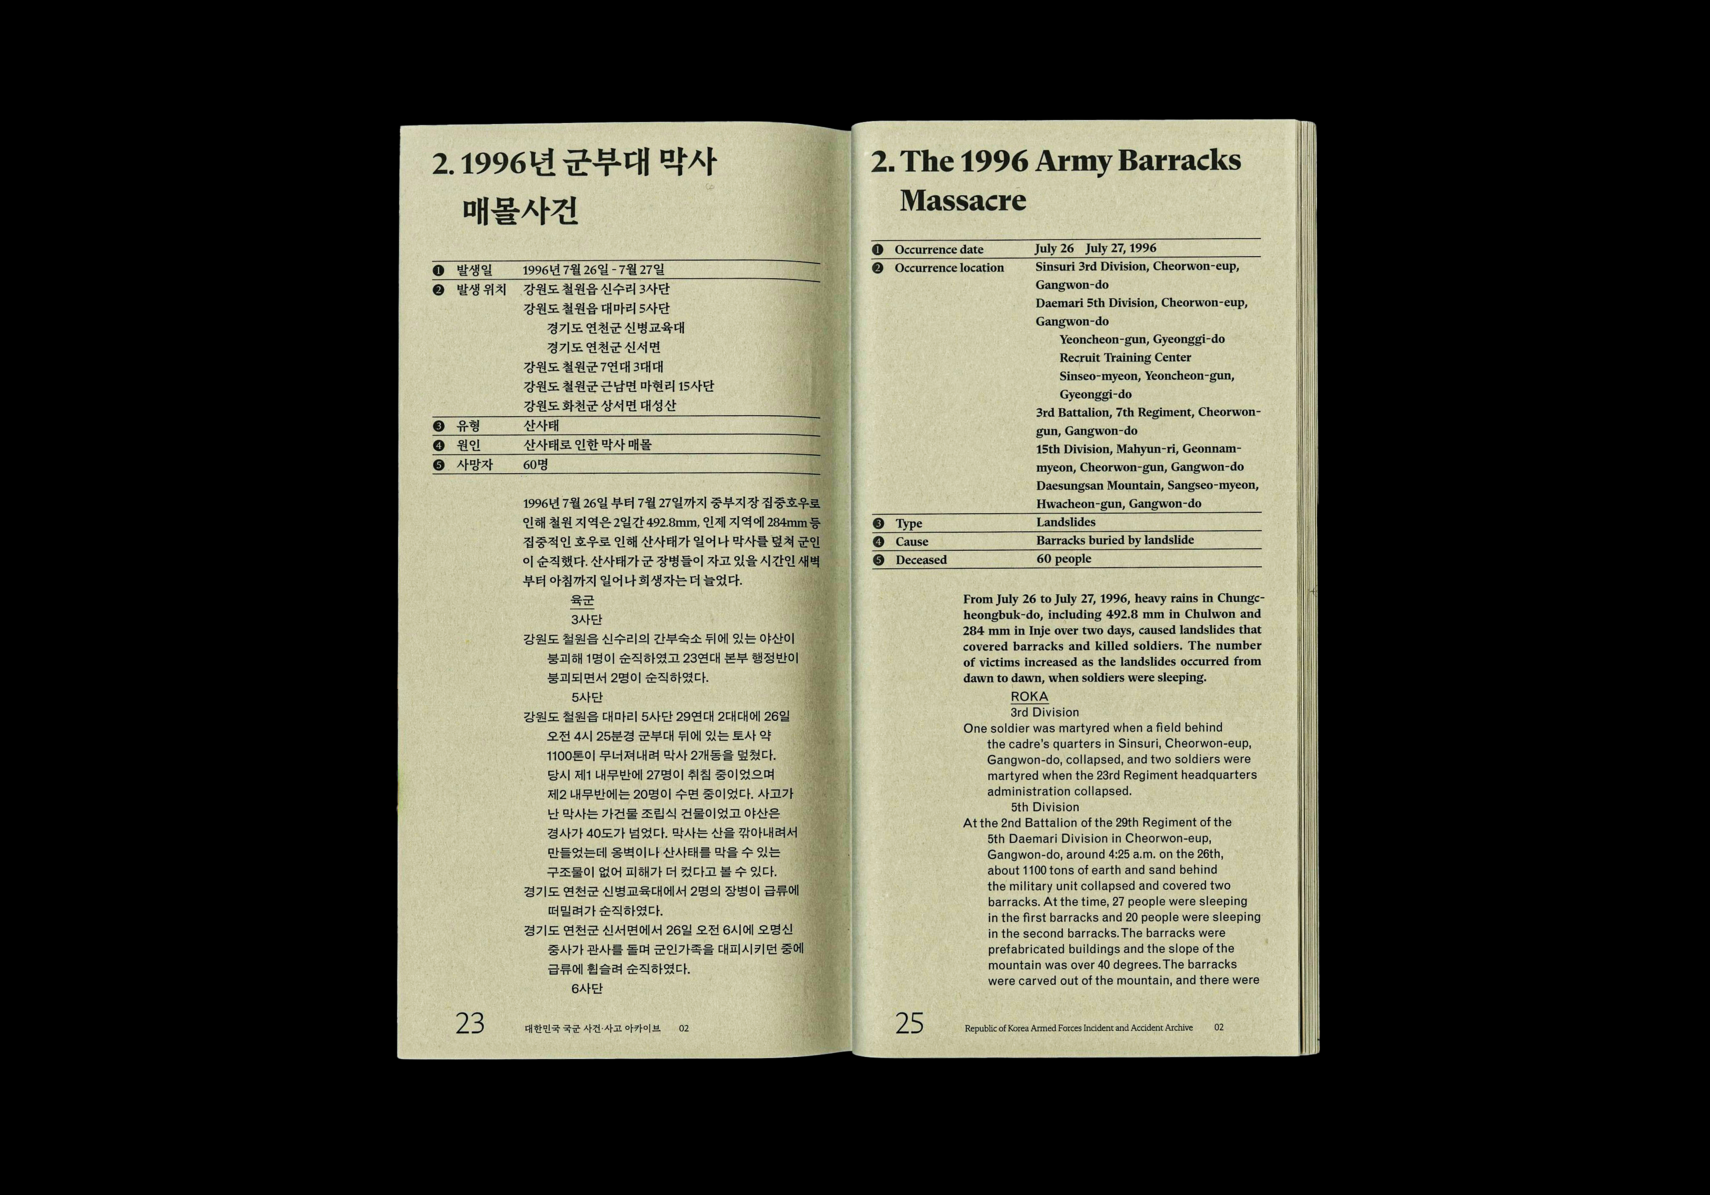 2. 1996년 군부대 막사
매몰사건
❶ 발생일 1996년 7월 26일 - 7월 27일
❷ 발생 위치 강원도 철원읍 신수리 3사단
강원도 철원읍 대마리 5사단
경기도 연천군 신병교육대
경기도 연천군 신서면
강원도 철원군 7연대 3대대
강원도 철원군 근남면 마현리 15사단
강원도 화천군 상서면 대성산
❸ 유형 산사태
❹ 원인 산사태로 인한 막사 매몰
❺ 사망자 60명
1996년 7월 26일 부터 7월 27일까지 중부지장 집중호우로
인해 철원 지역은 2일간 492.8mm, 인제 지역에 284mm 등
집중적인 호우로 인해 산사태가 일어나 막사를 덮쳐 군인
이 순직했다. 산사태가 군 장병들이 자고 있을 시간인 새벽
부터 아침까지 일어나 희생자는 더 늘었다.
육군
3사단
강원도 철원읍 신수리의 간부숙소 뒤에 있는 야산이
붕괴해 1명이 순직하였고 23연대 본부 행정반이
붕괴되면서 2명이 순직하였다.
5사단
강원도 철원읍 대마리 5사단 29연대 2대대에 26일
오전 4시 25분경 군부대 뒤에 있는 토사 약
1100톤이 무너져내려 막사 2개동을 덮쳤다.
당시 제1 내무반에 27명이 취침 중이었으며
제2 내무반에는 20명이 수면 중이었다. 사고가
난 막사는 가건물 조립식 건물이었고 야산은
경사가 40도가 넘었다. 막사는 산을 깎아내려서
만들었는데 옹벽이나 산사태를 막을 수 있는
구조물이 없어 피해가 더 컸다고 볼 수 있다.
경기도 연천군 신병교육대에서 2명의 장병이 급류에
떠밀려가 순직하였다.
경기도 연천군 신서면에서 26일 오전 6시에 오명신
중사가 관사를 돌며 군인가족을 대피시키던 중에
급류에 휩슬려 순직하였다.
6사단
23 대한민국 국군 사건·사고 아카이브 02
2. The 1996 Army Barracks
Massacre
❶ Occurrence date July 26 July 27, 1996
❷ Occurrence location Sinsuri 3rd Division, Cheorwon-eup,
Gangwon-do
Daemari 5th Division, Cheorwon-eup,
Gangwon-do
Yeoncheon-gun, Gyeonggi-do
Recruit Training Center
Sinseo-myeon, Yeoncheon-gun,
Gyeonggi-do
3rd Battalion, 7th Regiment, Cheorwon-
gun, Gangwon-do
15th Division, Mahyun-ri, Geonnam-
myeon, Cheorwon-gun, Gangwon-do
Daesungsan Mountain, Sangseo-myeon,
Hwacheon-gun, Gangwon-do
❸ Type Landslides
❹ Cause Barracks buried by landslide
❺ Deceased 60 people
From July 26 to July 27, 1996, heavy rains in Chungc-
heongbuk-do, including 492.8 mm in Chulwon and
284 mm in Inje over two days, caused landslides that
covered barracks and killed soldiers. The number
of victims increased as the landslides occurred from
dawn to dawn, when soldiers were sleeping.
ROKA
3rd Division
One soldier was martyred when a field behind
the cadre's quarters in Sinsuri, Cheorwon-eup,
Gangwon-do, collapsed, and two soldiers were
martyred when the 23rd Regiment headquarters
administration collapsed.
5th Division
At the 2nd Battalion of the 29th Regiment of the
5th Daemari Division in Cheorwon-eup,
Gangwon-do, around 4:25 a.m. on the 26th,
about 1100 tons of earth and sand behind
the military unit collapsed and covered two
barracks. At the time, 27 people were sleeping
in the first barracks and 20 people were sleeping
in the second barracks. The barracks were
prefabricated buildings and the slope of the
mountain was over 40 degrees. The barracks
were carved out of the mountain, and there were
25 Republic of Korea Armed Forces Incident and Accident Archive 02